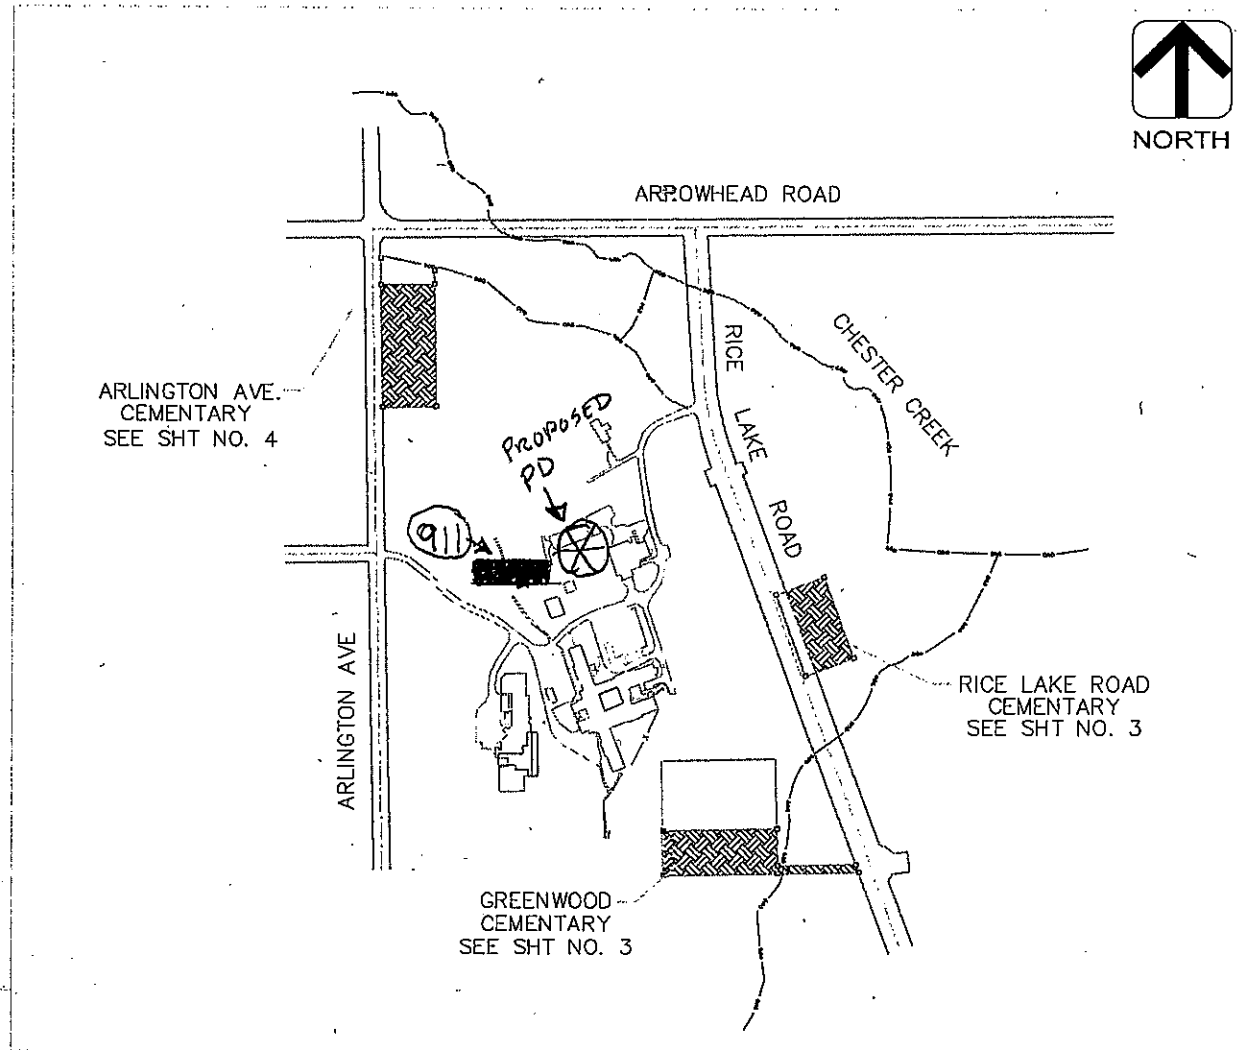 NORTH
ARROWHEAD ROAD
RICE
LAKE
ROAD
CHESTER CREEK
ARLINGTON AVE.
CEMENTARY
SEE SHT NO. 4
PROPOSED
PD
911
ARLINGTON AVE
RICE LAKE ROAD
CEMENTARY
SEE SHT NO. 3
GREENWOOD
CEMENTARY
SEE SHT NO. 3